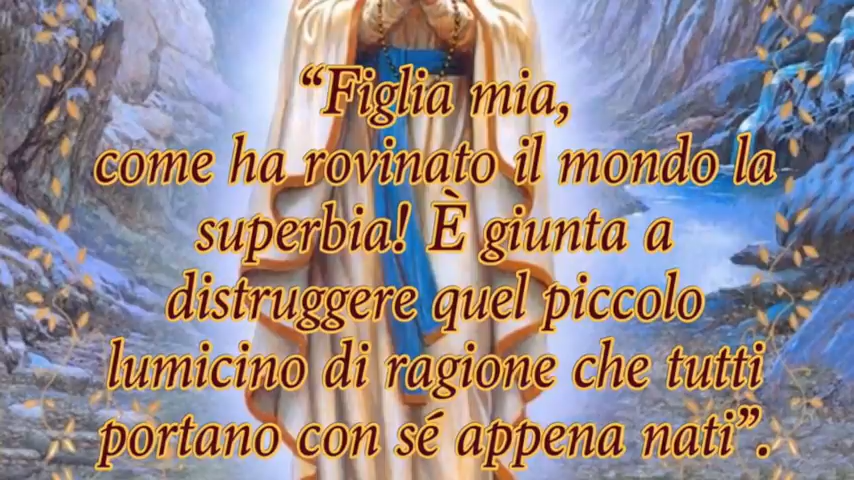 “Figlia mia,
come ha rovinato il mondo la
superbia! È giunta a
distruggere quel piccolo
lumicino di ragione che tutti
portano con sé appena nati”.